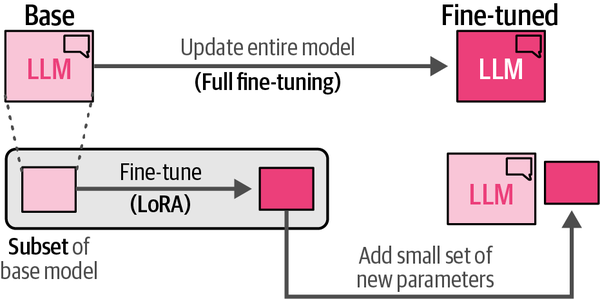 Base
Fine-tuned
LLM
Update entire model
(Full fine-tuning)
LLM
Fine-tune
(LoRA)
LLM
Subset of
base model
Add small set of
new parameters